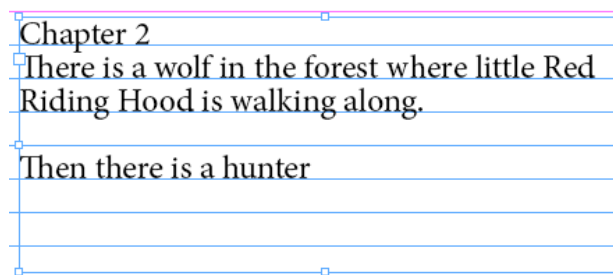 Chapter 2
There is a wolf in the forest where little Red
Riding Hood is walking along.
Then there is a hunter